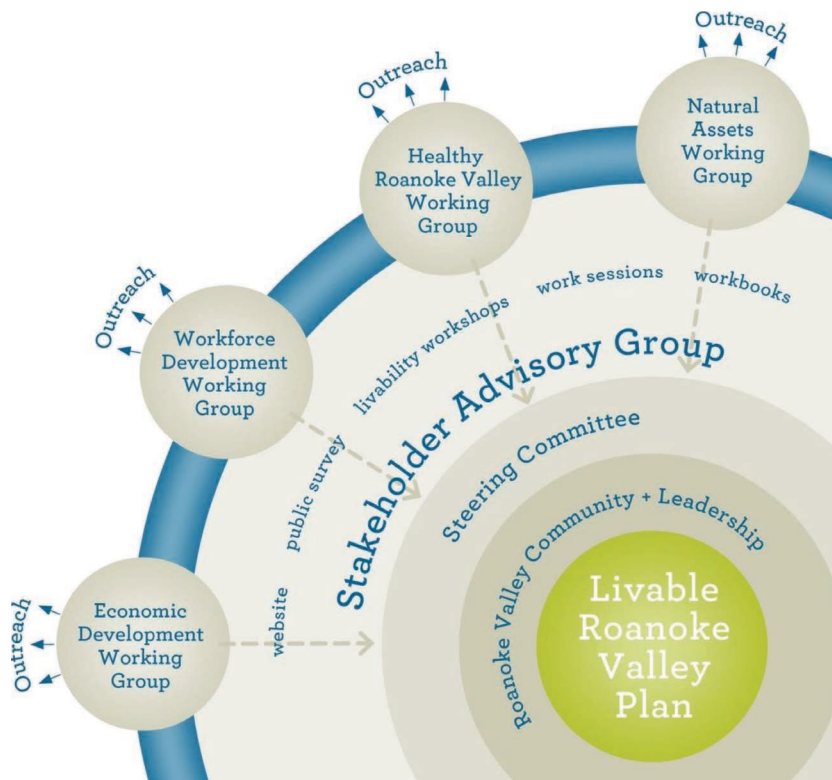 Outreach
Natural
Assets
Working
Group
Outreach
Healthy
Roanoke Valley
Working
Group
Outreach
Workforce
Development
Working
Group
Outreach
Economic
Development
Working
Group
website
public survey
livability workshops
work sessions
workbooks
Stakeholder Advisory Group
Steering Committee
Roanoke Valley Community + Leadership
Livable
Roanoke
Valley
Plan